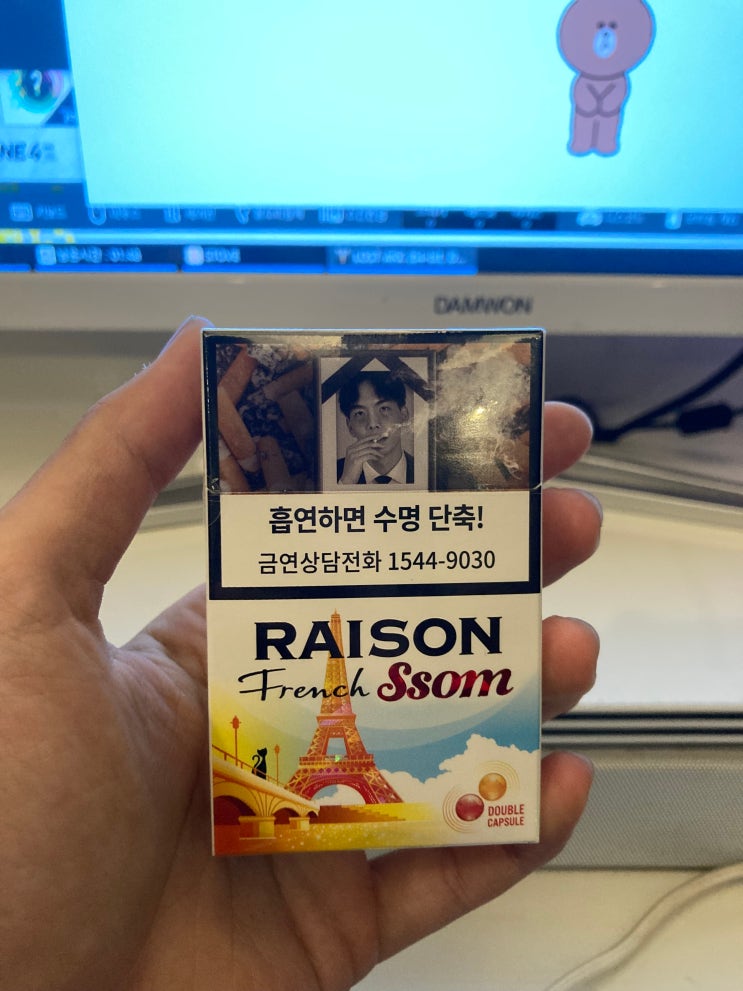 DAMWON
흡연하면 수명 단축!
금연상담전화 1544-9030
RAISON
French Ssom
DOUBLE
CAPSULE